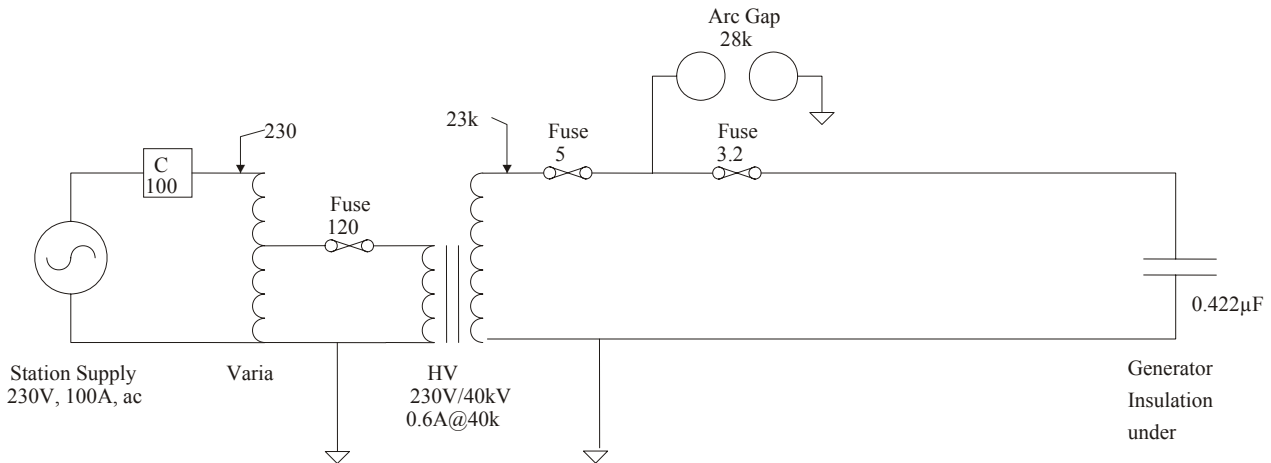 Arc Gap
28k
230
23k
Fuse
5
Fuse
3.2
C
100
Fuse
120
0.422µF
Station Supply
230V, 100A, ac
Varia
HV
230V/40kV
0.6A@40k
Generator
Insulation
under